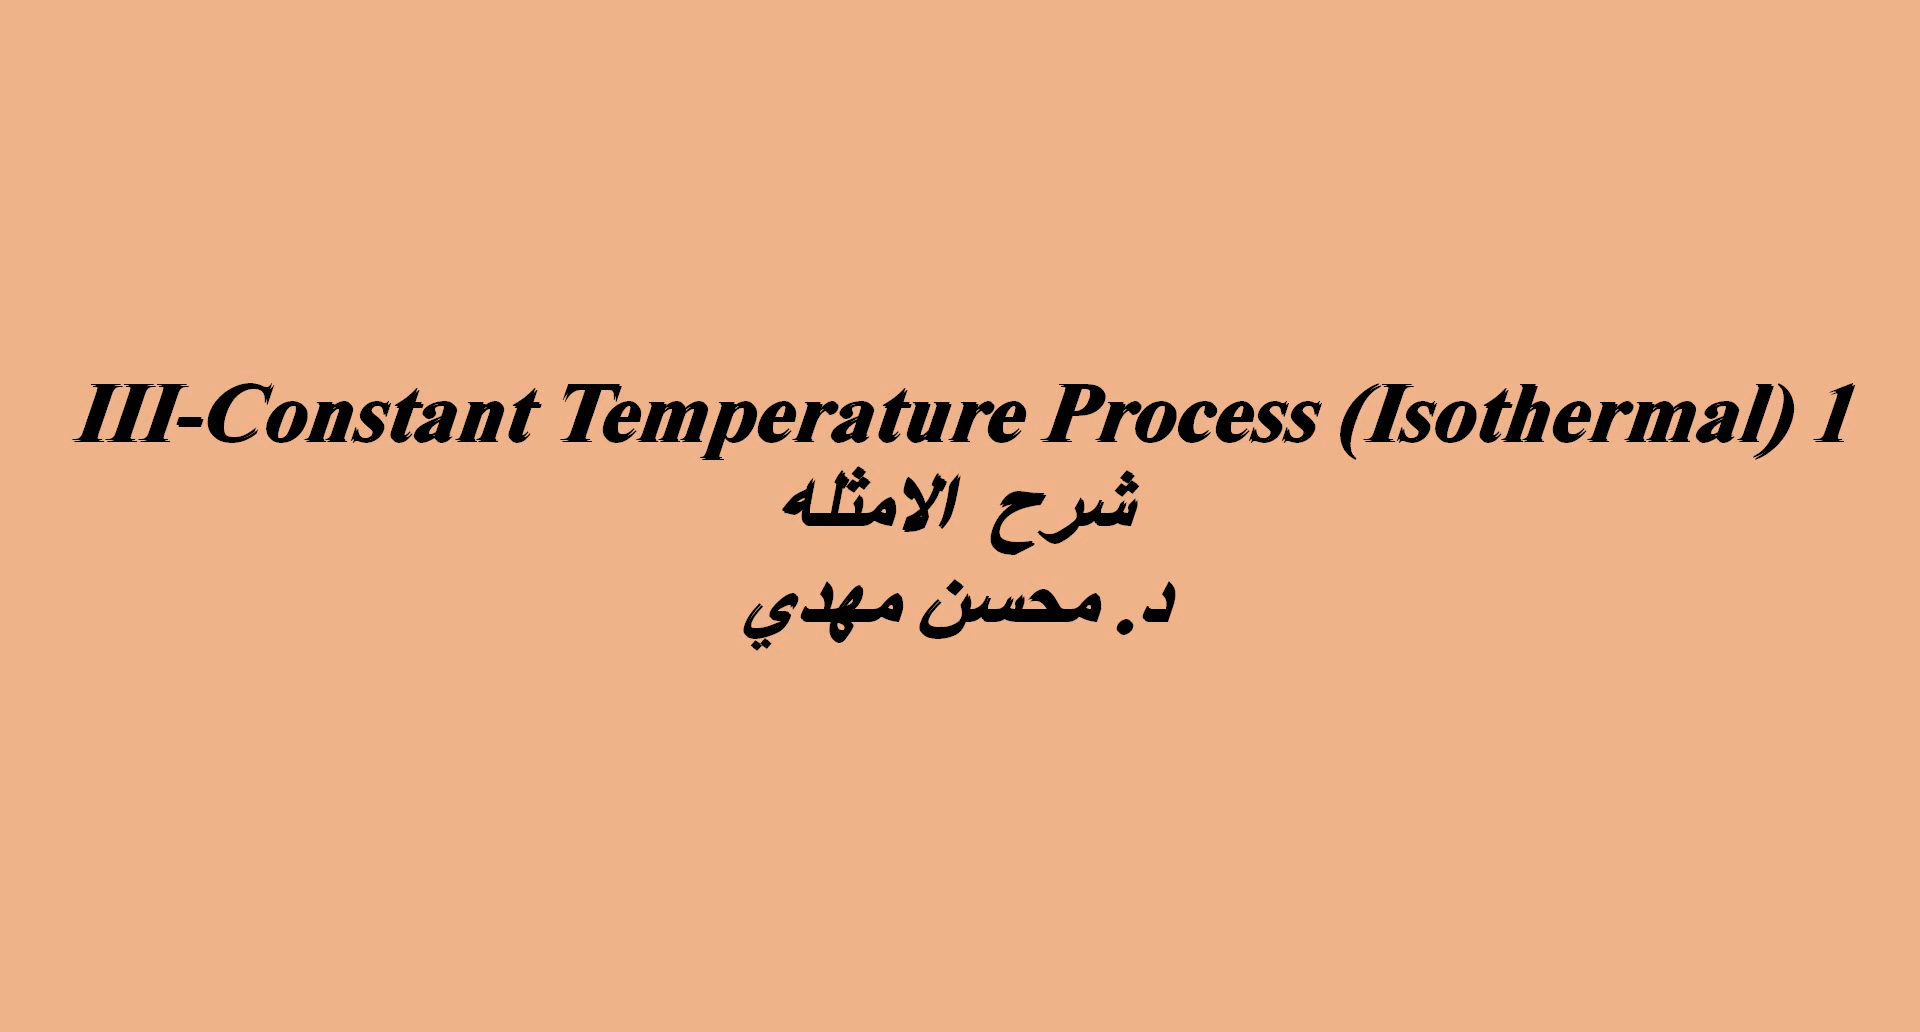 III-Constant Temperature Process (Isothermal) 1
شرح الامثله
د. محسن مهدي